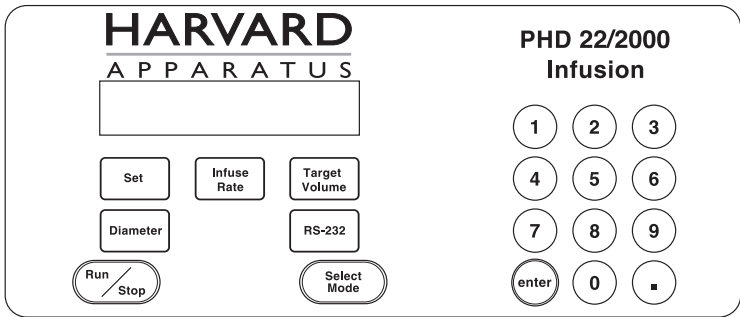 HARVARD
APPARATUS
PHD 22/2000
Infusion
Set
Infuse
Rate
Target
Volume
Diameter
RS-232
Run
Stop
Select
Mode
1 2 3
4 5 6
7 8 9
enter 0 .